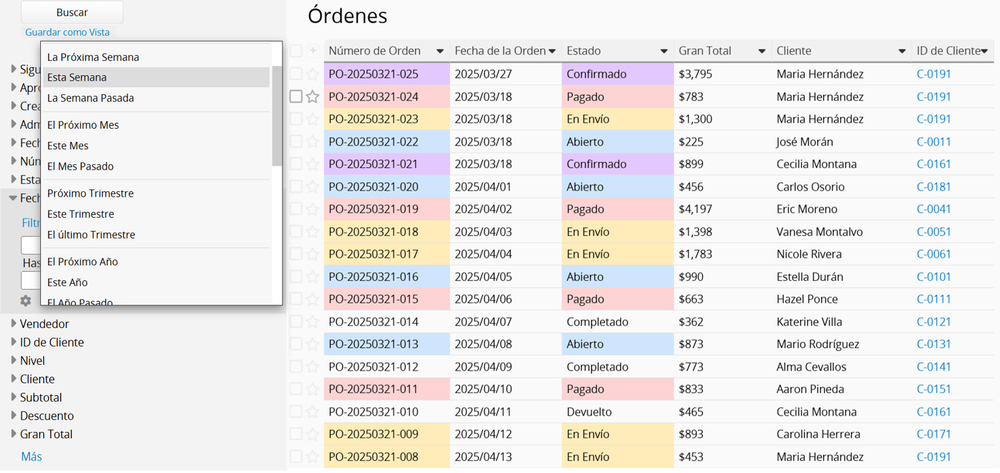 Buscar
Guardar como Vista
La Próxima Semana
Esta Semana
La Semana Pasada
El Próximo Mes
Este Mes
El Mes Pasado
Próximo Trimestre
Este Trimestre
El último Trimestre
El Próximo Año
Este Año
El Año Pasado
Vendedor
ID de Cliente
Nivel
Cliente
Subtotal
Descuento
Gran Total
Más
Órdenes
Número de Orden Fecha de la Orden Estado Gran Total Cliente ID de Cliente
PO-20250321-025 2025/03/27 Confirmado $3,795 Maria Hernández C-0191
PO-20250321-024 2025/03/18 Pagado $783 Maria Hernández C-0191
PO-20250321-023 2025/03/18 En Envío $1,300 Maria Hernández C-0191
PO-20250321-022 2025/03/18 Abierto $225 José Morán C-0011
PO-20250321-021 2025/03/18 Confirmado $899 Cecilia Montana C-0161
PO-20250321-020 2025/04/01 Abierto $456 Carlos Osorio C-0181
PO-20250321-019 2025/04/02 Pagado $4,197 Eric Moreno C-0041
PO-20250321-018 2025/04/03 En Envío $1,398 Vanesa Montalvo C-0051
PO-20250321-017 2025/04/04 En Envío $1,783 Nicole Rivera C-0061
PO-20250321-016 2025/04/05 Abierto $990 Estella Durán C-0101
PO-20250321-015 2025/04/06 Pagado $663 Hazel Ponce C-0111
PO-20250321-014 2025/04/07 Completado $362 Katerine Villa C-0121
PO-20250321-013 2025/04/08 Abierto $873 Mario Rodríguez C-0131
PO-20250321-012 2025/04/09 Completado $773 Alma Cevallos C-0141
PO-20250321-011 2025/04/10 Pagado $833 Aaron Pineda C-0151
PO-20250321-010 2025/04/11 Devuelto $465 Cecilia Montana C-0161
PO-20250321-009 2025/04/12 En Envío $893 Carolina Herrera C-0171
PO-20250321-008 2025/04/13 En Envío $453 Maria Hernández C-0191